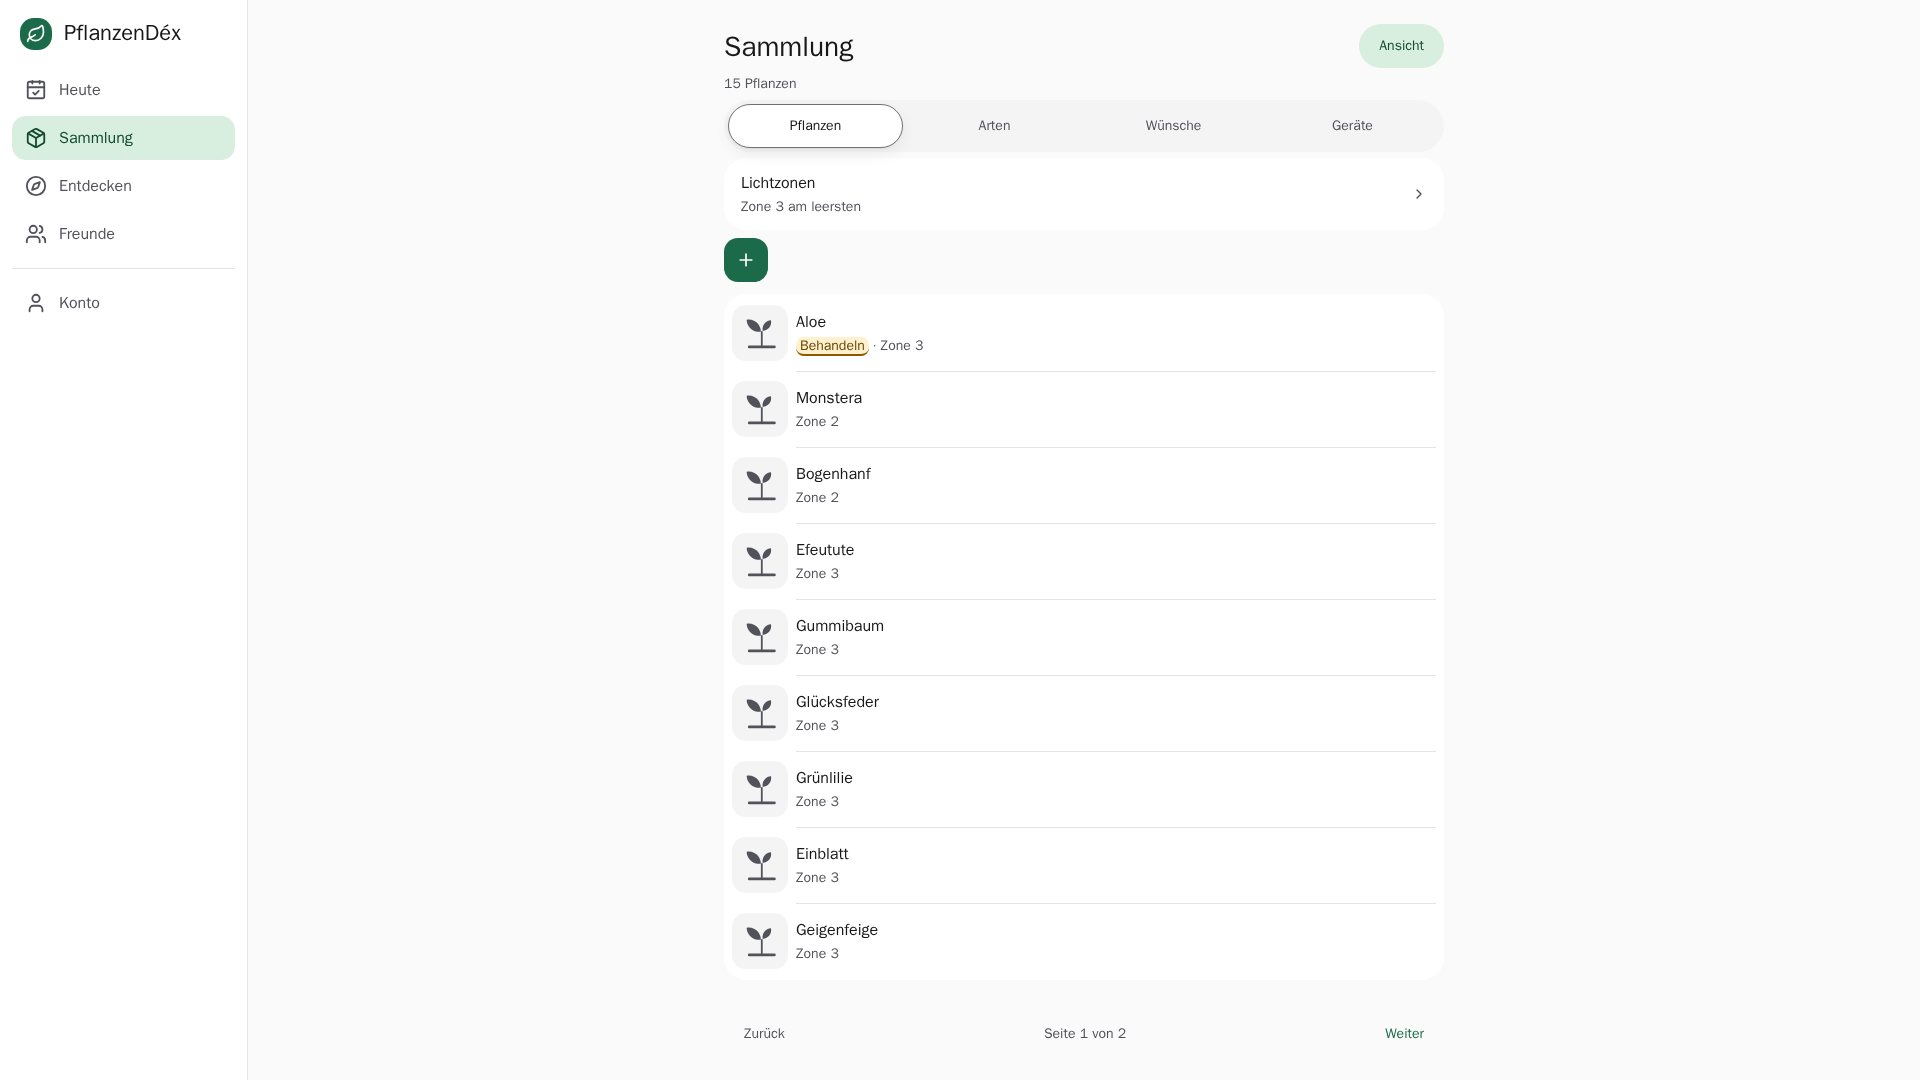 PflanzenDéx
Heute
Sammlung
Entdecken
Freunde
Konto
Sammlung
Ansicht
15 Pflanzen
Pflanzen
Arten
Wünsche
Geräte
Lichtzonen
Zone 3 am leersten
Aloe
Behandeln · Zone 3
Monstera
Zone 2
Bogenhanf
Zone 2
Efeutute
Zone 3
Gummibaum
Zone 3
Glücksfeder
Zone 3
Grünlilie
Zone 3
Einblatt
Zone 3
Geigenfeige
Zone 3
Zurück
Seite 1 von 2
Weiter